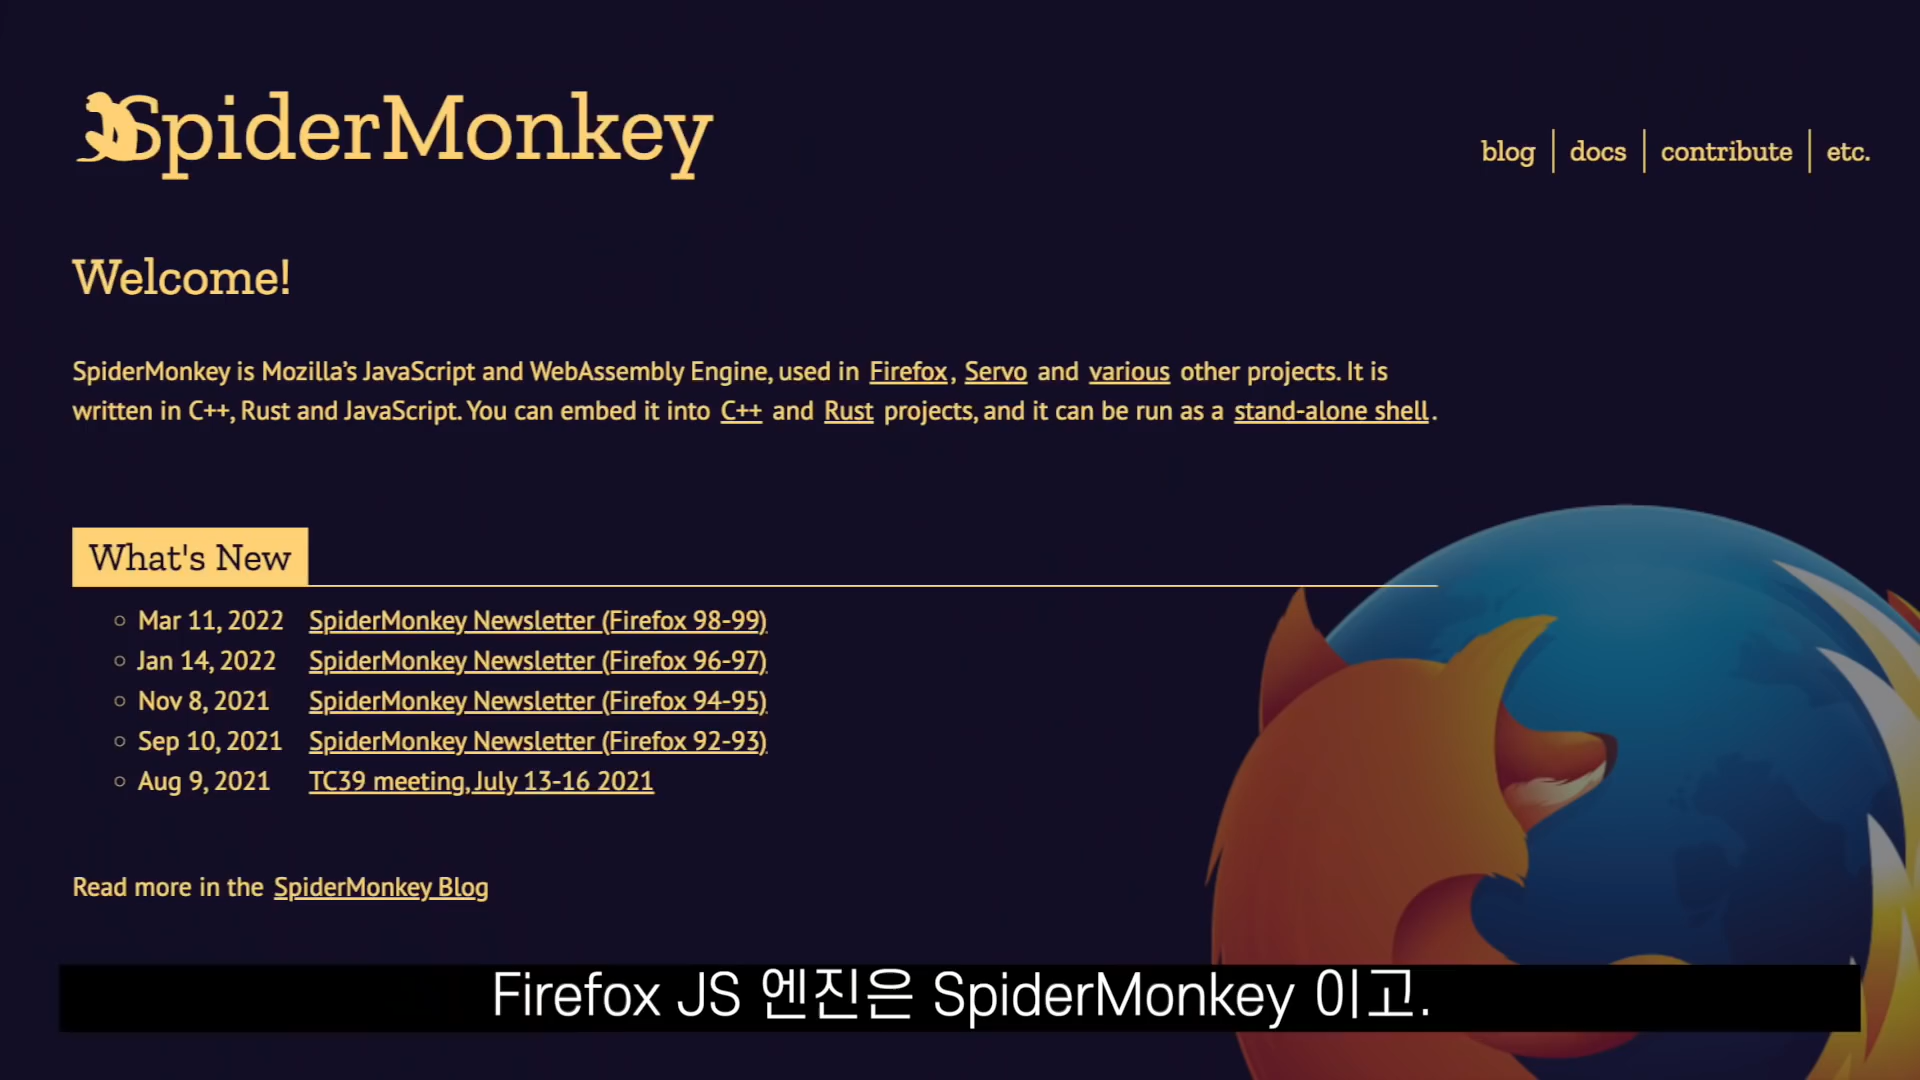 SpiderMonkey
blog | docs | contribute | etc.
Welcome!
SpiderMonkey is Mozilla's JavaScript and WebAssembly Engine, used in Firefox, Servo and various other projects. It is
written in C++, Rust and JavaScript. You can embed it into C++ and Rust projects, and it can be run as a stand-alone shell.
What's New
Mar 11, 2022 SpiderMonkey Newsletter (Firefox 98-99)
Jan 14, 2022 SpiderMonkey Newsletter (Firefox 96-97)
Nov 8, 2021 SpiderMonkey Newsletter (Firefox 94-95)
Sep 10, 2021 SpiderMonkey Newsletter (Firefox 92-93)
Aug 9, 2021 TC39 meeting, July 13-16 2021
Read more in the SpiderMonkey Blog
Firefox JS 엔진은 SpiderMonkey 이고.